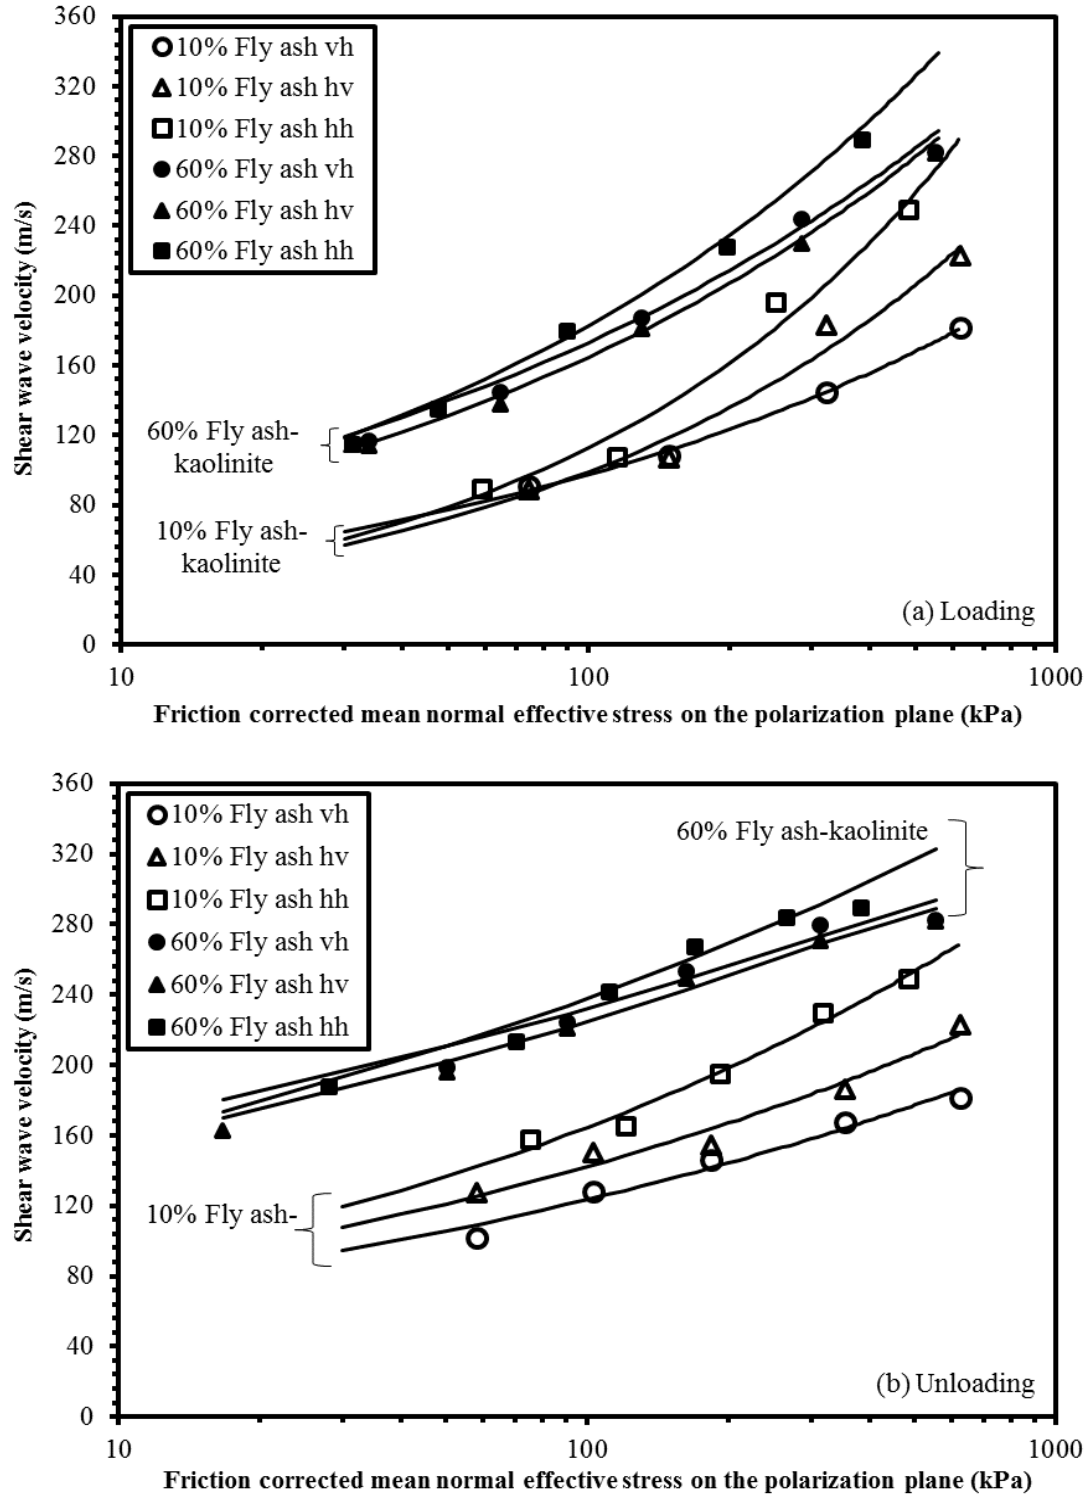 360
320
280
240
200
160
120
80
40
0
Shear wave velocity (m/s)
10% Fly ash vh
10% Fly ash hv
10% Fly ash hh
60% Fly ash vh
60% Fly ash hv
60% Fly ash hh
60% Fly ash-
kaolinite
10% Fly ash-
kaolinite
(a) Loading
10 100 1000
Friction corrected mean normal effective stress on the polarization plane (kPa)
360
320
280
240
200
160
120
80
40
0
Shear wave velocity (m/s)
10% Fly ash vh
10% Fly ash hv
10% Fly ash hh
60% Fly ash vh
60% Fly ash hv
60% Fly ash hh
60% Fly ash-kaolinite
10% Fly ash-
(b) Unloading
10 100 1000
Friction corrected mean normal effective stress on the polarization plane (kPa)